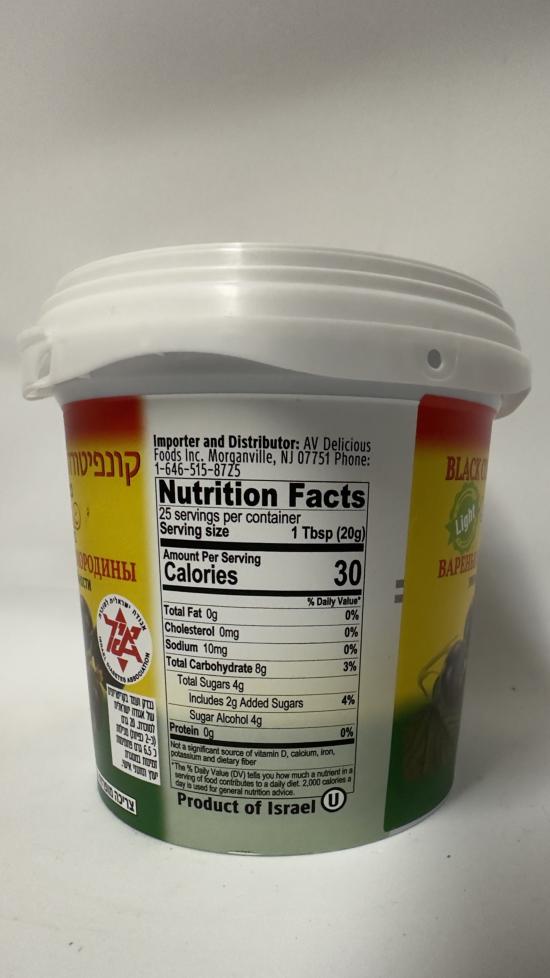 קונפיטור
РОДИНЫ
Importer and Distributor: AV Delicious
Foods Inc. Morganville, NJ 07751 Phone:
1-646-515-8725
Nutrition Facts
25 servings per container
Serving size 1 Tbsp (20g)
Amount Per Serving
Calories 30
% Daily Value*
Total Fat 0g 0%
Cholesterol 0mg 0%
Sodium 10mg 0%
Total Carbohydrate 8g 3%
Total Sugars 4g
Includes 2g Added Sugars 4%
Sugar Alcohol 4g
Protein 0g 0%
Not a significant source of vitamin D, calcium, iron,
potassium and dietary fiber
*The % Daily Value (DV) tells you how much a nutrient in a
serving of food contributes to a daily diet. 2,000 calories a
day is used for general nutrition advice.
Product of Israel U
BLACK
Light
ВАРЕНЬ